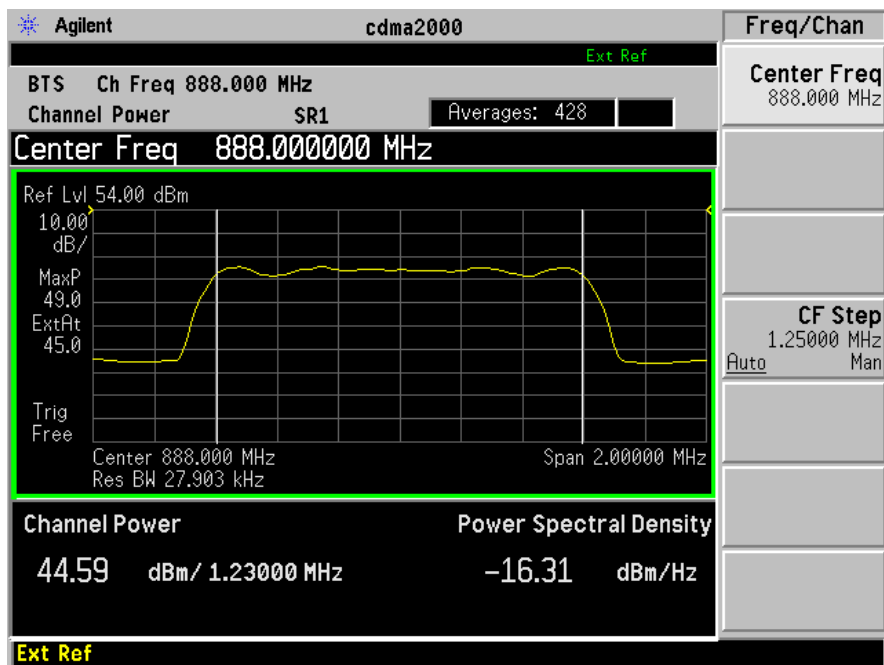 Agilent cdma2000 Freq/Chan
Ext Ref
BTS Ch Freq 888.000 MHz
Channel Power SR1 Averages: 428
Center Freq 888.000000 MHz
Ref Lvl 54.00 dBm
10.00
dB/
MaxP
49.0
ExtAt
45.0
Trig
Free
Center 888.000 MHz Span 2.00000 MHz
Res BW 27.903 kHz
Channel Power Power Spectral Density
44.59 dBm/ 1.23000 MHz -16.31 dBm/Hz
Ext Ref
Center Freq
888.000 MHz
CF Step
1.25000 MHz
Auto Man